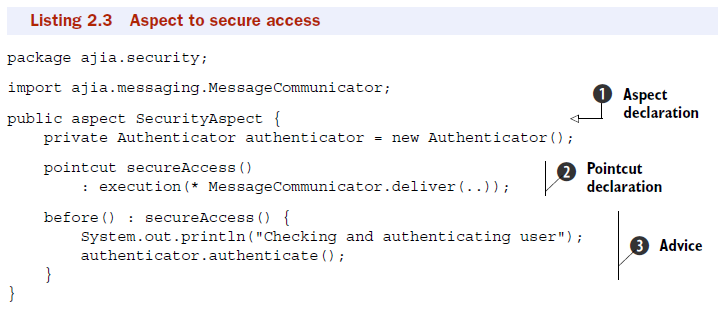 Listing 2.3 Aspect to secure access
package ajia.security;
import ajia.messaging.MessageCommunicator;
public aspect SecurityAspect {
private Authenticator authenticator = new Authenticator();
1 Aspect declaration
pointcut secureAccess()
: execution(* MessageCommunicator.deliver(..));
2 Pointcut declaration
before() : secureAccess() {
System.out.println("Checking and authenticating user");
authenticator.authenticate();
}
3 Advice
}